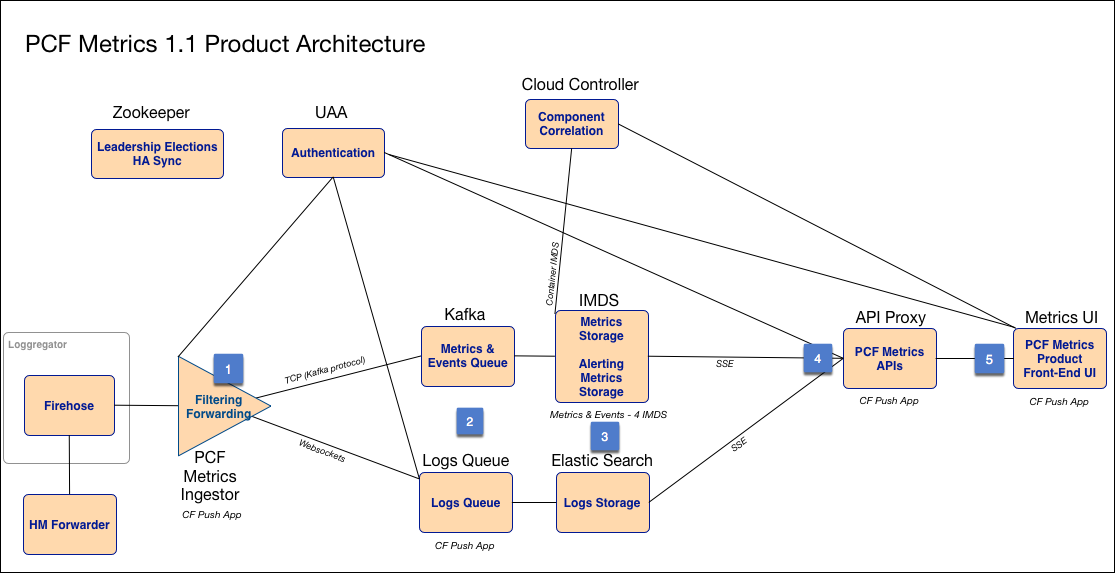 PCF Metrics 1.1 Product Architecture
Cloud Controller
Component
Correlation
Zookeeper
Leadership Elections
HA Sync
UAA
Authentication
Container IMDS
Loggregator
Firehose
HM Forwarder
1
Filtering
Forwarding
PCF
Metrics
Ingestor
CF Push App
TCP (Kafka protocol)
Websockets
Kafka
Metrics &
Events Queue
2
Logs Queue
Logs Queue
CF Push App
IMDS
Metrics
Storage
Alerting
Metrics
Storage
Metrics & Events - 4 IMDS
3
Elastic Search
Logs Storage
SSE
SSE
4
API Proxy
PCF Metrics
APIs
CF Push App
5
Metrics UI
PCF Metrics
Product
Front-End UI
CF Push App